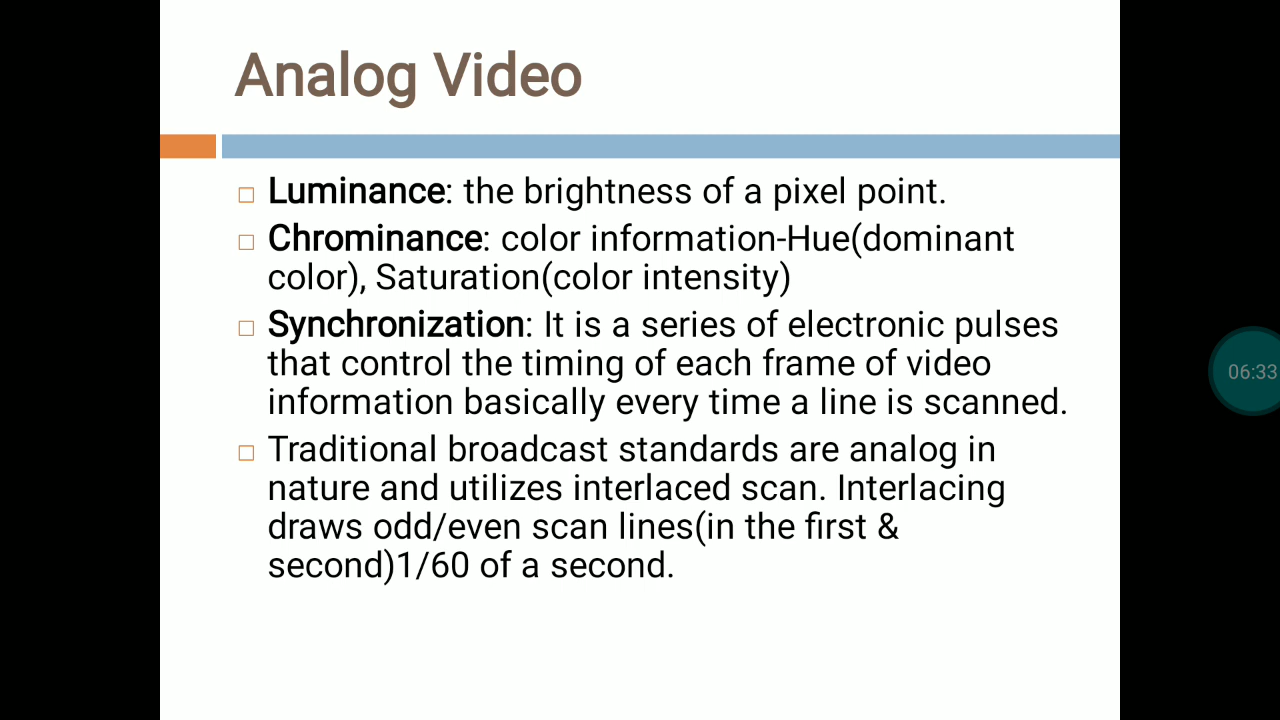 Analog Video
Luminance: the brightness of a pixel point.
Chrominance: color information-Hue(dominant
color), Saturation(color intensity)
Synchronization: It is a series of electronic pulses
that control the timing of each frame of video
information basically every time a line is scanned.
Traditional broadcast standards are analog in
nature and utilizes interlaced scan. Interlacing
draws odd/even scan lines(in the first &
second)1/60 of a second.
06:33